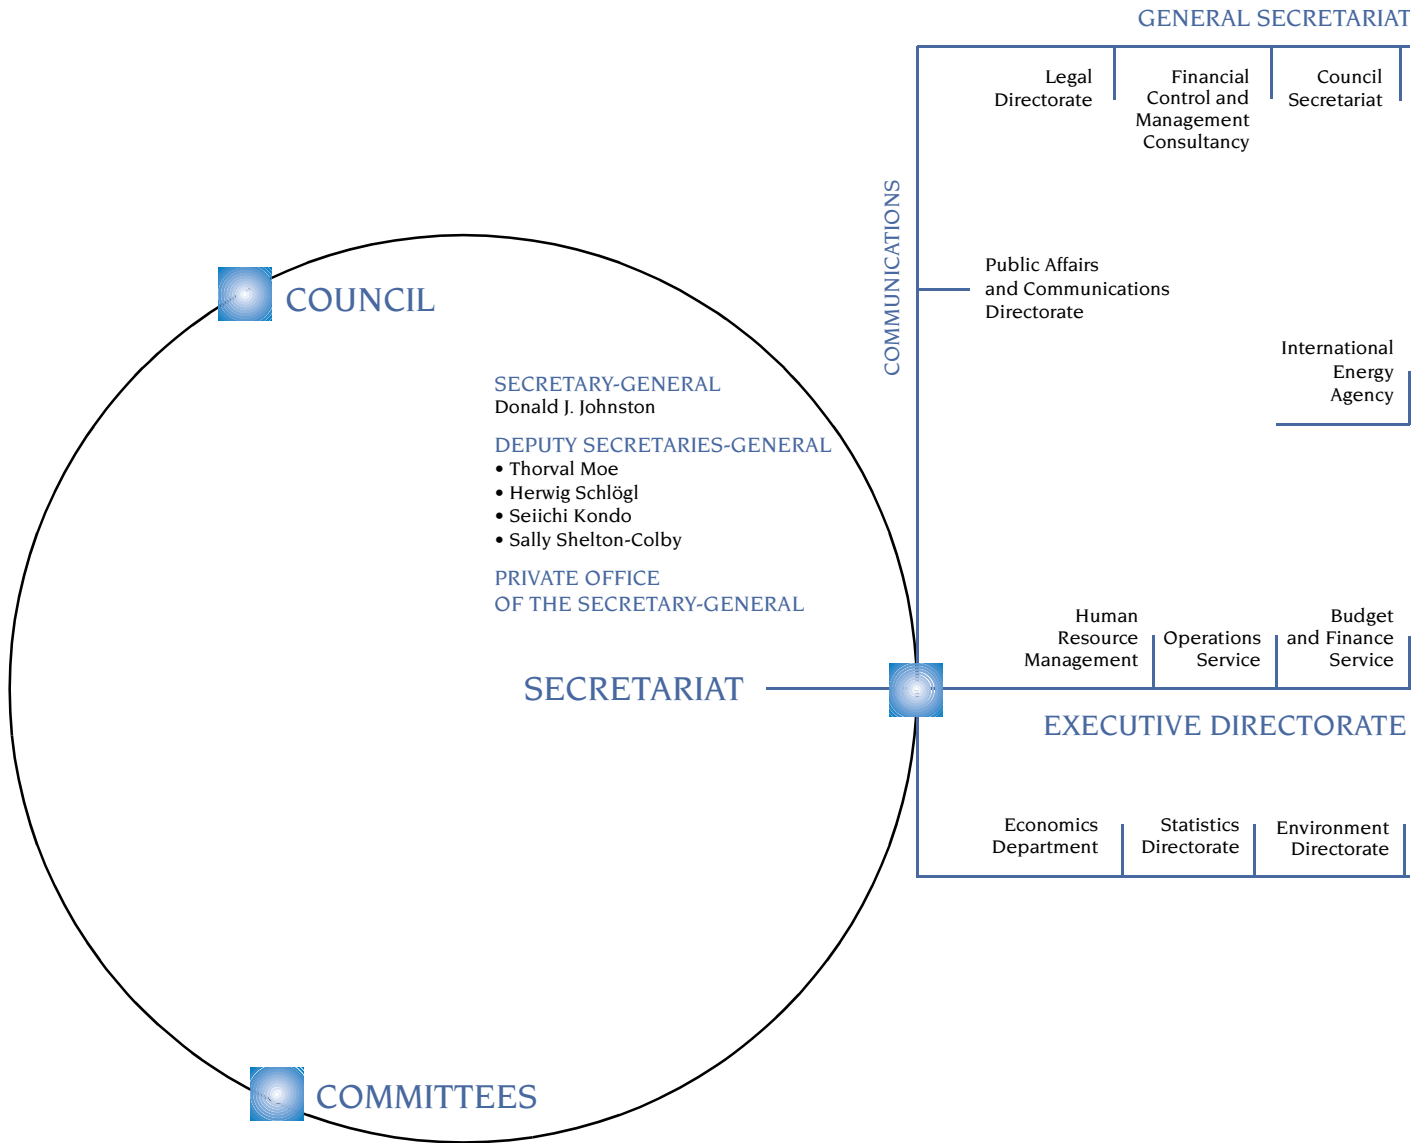 GENERAL SECRETARIAT
Legal
Directorate
Financial
Control and
Management
Consultancy
Council
Secretariat
COMMUNICATIONS
Public Affairs
and Communications
Directorate
International
Energy
Agency
COUNCIL
SECRETARY-GENERAL
Donald J. Johnston
DEPUTY SECRETARIES-GENERAL
• Thorval Moe
• Herwig Schlögl
• Seiichi Kondo
• Sally Shelton-Colby
PRIVATE OFFICE
OF THE SECRETARY-GENERAL
SECRETARIAT
Human
Resource
Management
Operations
Service
Budget
and Finance
Service
EXECUTIVE DIRECTORATE
Economics
Department
Statistics
Directorate
Environment
Directorate
COMMITTEES